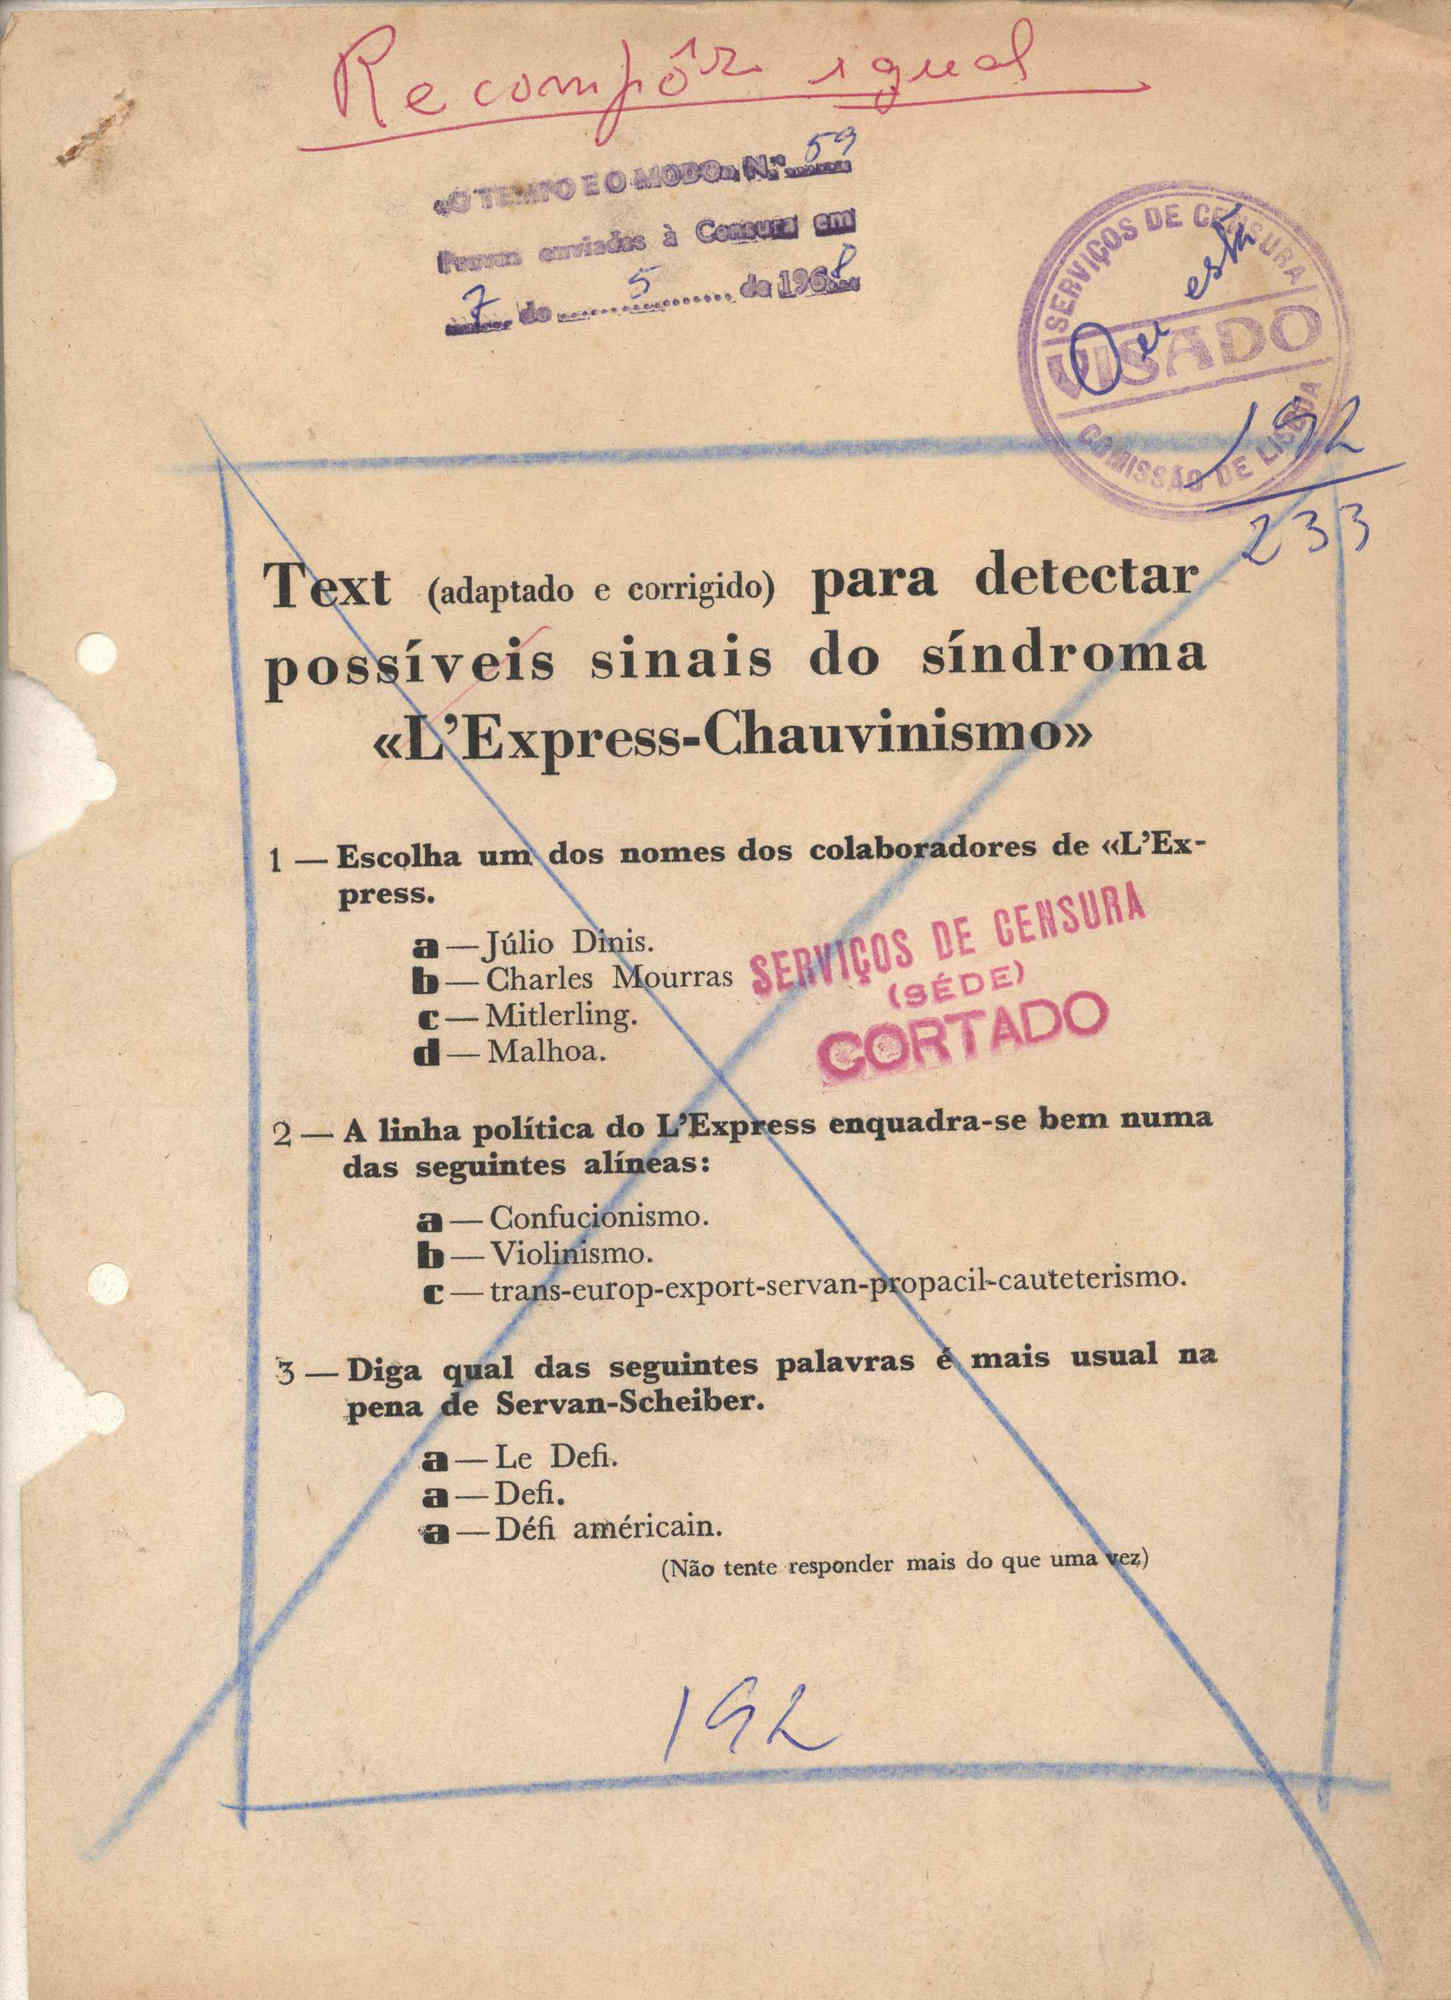 Recompôr igual
«O TEMPO E O MODO» N.º 59
Provas enviadas à Censura em
7 de 5 de 1968
SERVIÇOS DE CENSURA
VISADO
COMISSÃO DE LISBOA
192
233
Text (adaptado e corrigido) para detectar
possíveis sinais do síndroma
«L'Express-Chauvinismo»
1 — Escolha um dos nomes dos colaboradores de «L'Ex-
press.
a — Júlio Dinis.
b — Charles Mourras
c — Mitlerling.
d — Malhoa.
SERVIÇOS DE CENSURA
(SÉDE)
CORTADO
2 — A linha política do L'Express enquadra-se bem numa
das seguintes alíneas:
a — Confucionismo.
b — Violinismo.
c — trans-europ-export-servan-propacil-cauteterismo.
3 — Diga qual das seguintes palavras é mais usual na
pena de Servan-Scheiber.
a — Le Defi.
a — Defi.
a — Défi américain.
(Não tente responder mais do que uma vez)
192